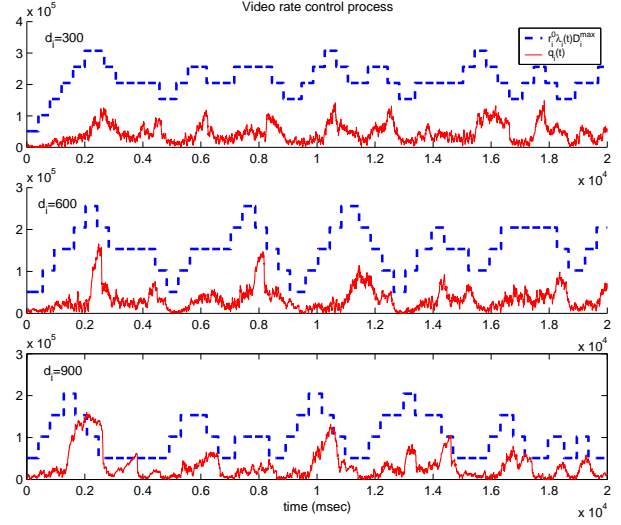 Video rate control process
x 10^5
4
3
2
1
0
d_i=300
r_i^0 λ_i(t)D_i^max
q_i(t)
0 0.2 0.4 0.6 0.8 1 1.2 1.4 1.6 1.8 2
x 10^4
x 10^5
3
2
1
0
d_i=600
0 0.2 0.4 0.6 0.8 1 1.2 1.4 1.6 1.8 2
x 10^4
x 10^5
3
2
1
0
d_i=900
0 0.2 0.4 0.6 0.8 1 1.2 1.4 1.6 1.8 2
time (msec)
x 10^4